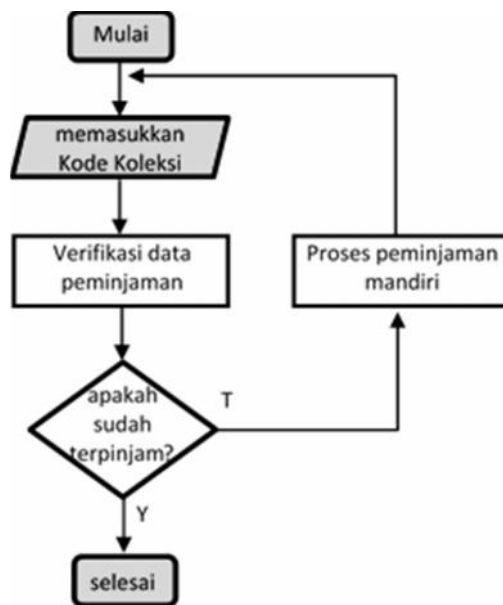 Mulai
memasukkan
Kode Koleksi
Verifikasi data
peminjaman
Proses peminjaman
mandiri
apakah
sudah
terpinjam?
T
Y
selesai